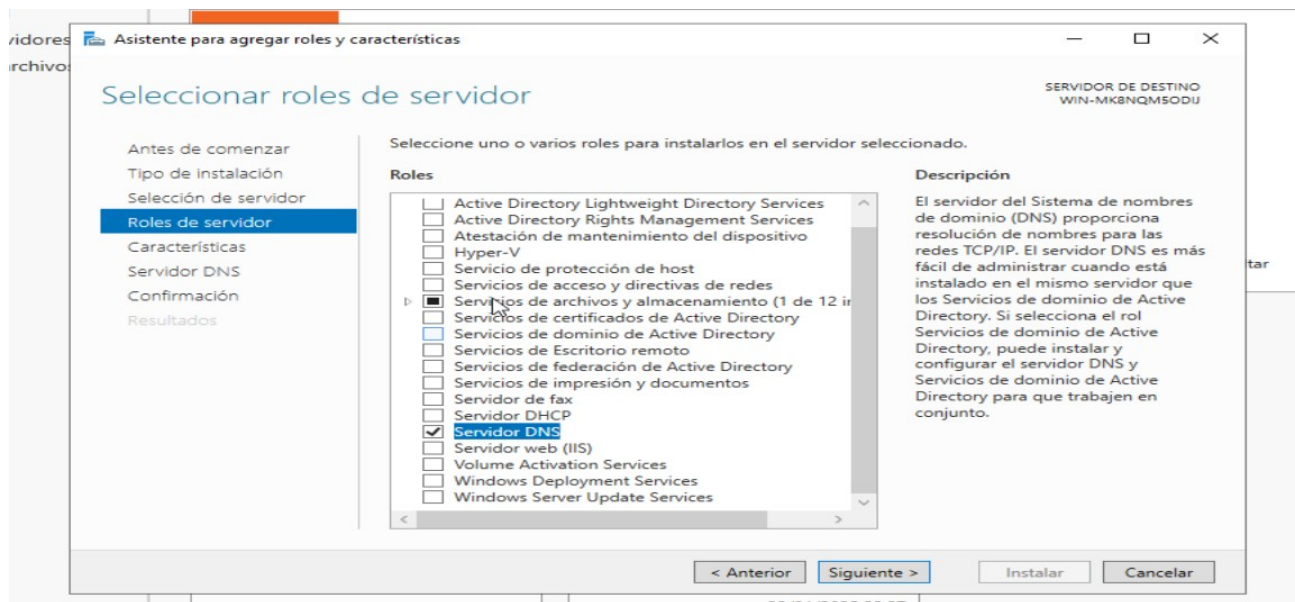 vidores
rchivos
Asistente para agregar roles y características
Seleccionar roles de servidor
SERVIDOR DE DESTINO
WIN-MK8NQM5ODIJ
Antes de comenzar
Tipo de instalación
Selección de servidor
Roles de servidor
Características
Servidor DNS
Confirmación
Resultados
Seleccione uno o varios roles para instalarlos en el servidor seleccionado.
Roles
Active Directory Lightweight Directory Services
Active Directory Rights Management Services
Atestación de mantenimiento del dispositivo
Hyper-V
Servicio de protección de host
Servicios de acceso y directivas de redes
Servicios de archivos y almacenamiento (1 de 12 ir
Servicios de certificados de Active Directory
Servicios de dominio de Active Directory
Servicios de Escritorio remoto
Servicios de federación de Active Directory
Servicios de impresión y documentos
Servidor de fax
Servidor DHCP
Servidor DNS
Servidor web (IIS)
Volume Activation Services
Windows Deployment Services
Windows Server Update Services
Descripción
El servidor del Sistema de nombres
de dominio (DNS) proporciona
resolución de nombres para las
redes TCP/IP. El servidor DNS es más
fácil de administrar cuando está
instalado en el mismo servidor que
los Servicios de dominio de Active
Directory. Si selecciona el rol
Servicios de dominio de Active
Directory, puede instalar y
configurar el servidor DNS y
Servicios de dominio de Active
Directory para que trabajen en
conjunto.
tar
< Anterior
Siguiente >
Instalar
Cancelar